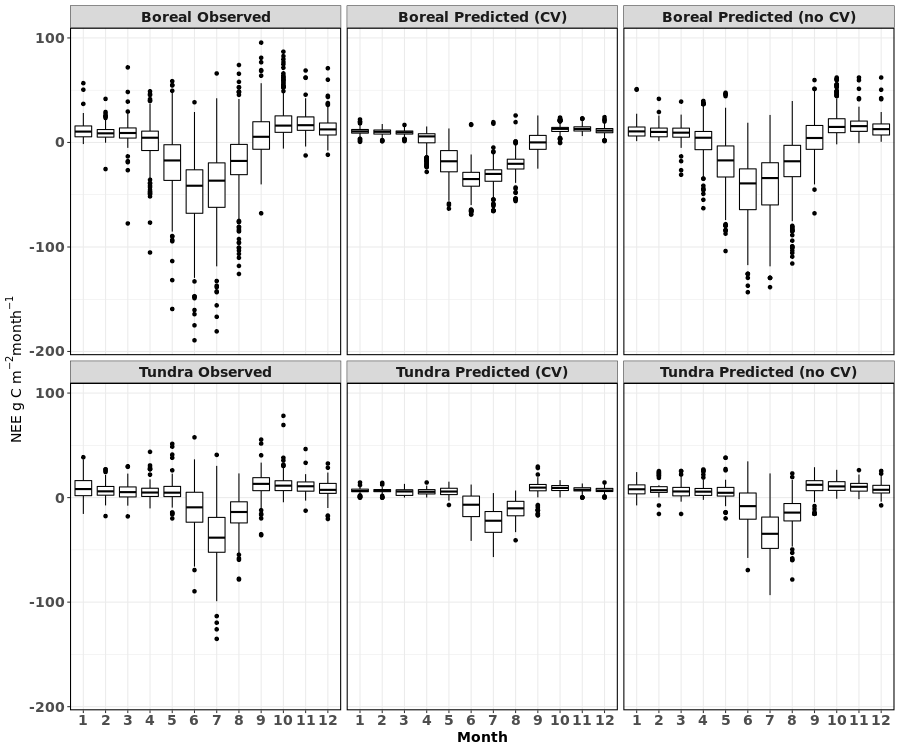 Boreal Observed Boreal Predicted (CV) Boreal Predicted (no CV)
100
0
-100
-200
NEE g C m⁻²month⁻¹
Tundra Observed Tundra Predicted (CV) Tundra Predicted (no CV)
100
0
-100
-200
1 2 3 4 5 6 7 8 9 10 11 12 1 2 3 4 5 6 7 8 9 10 11 12 1 2 3 4 5 6 7 8 9 10 11 12
Month